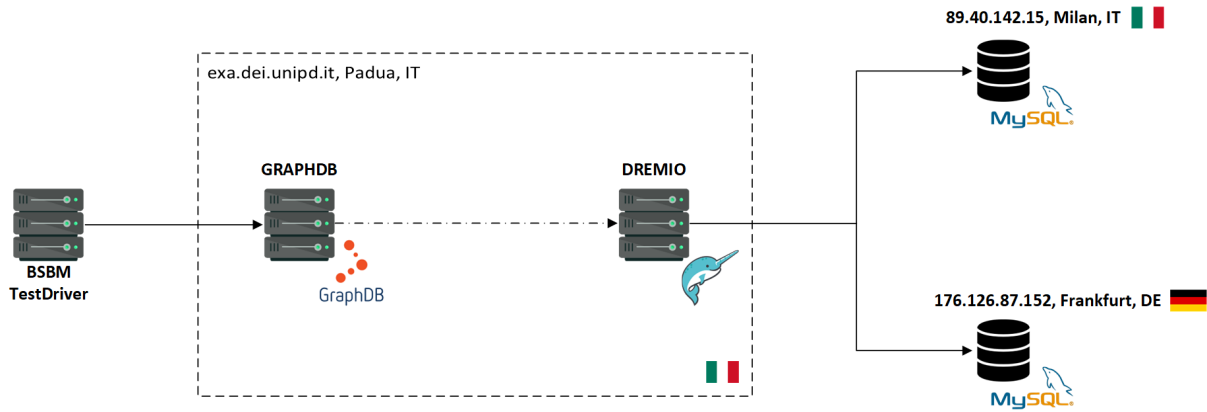 89.40.142.15, Milan, IT
exa.dei.unipd.it, Padua, IT
MySQL®
GRAPHDB
DREMIO
BSBM
TestDriver
GraphDB
176.126.87.152, Frankfurt, DE
MySQL®